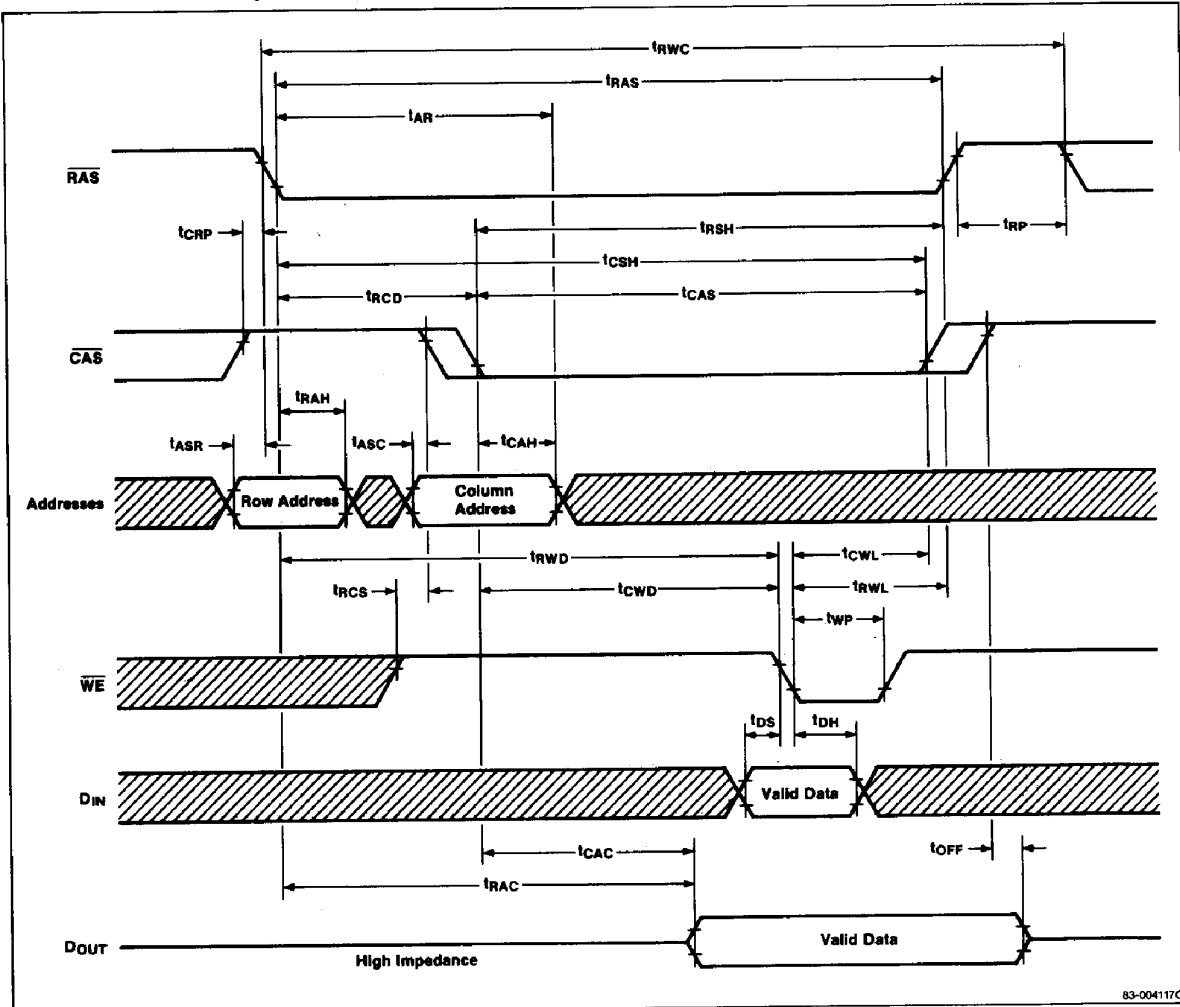 tRWC
tRAS
tAR
RAS
tCRP
tRSH
tRP
tCSH
tRCD
tCAS
CAS
tRAH
tASR
tASC
tCAH
Addresses
Row Address
Column
Address
tRWD
tCWL
tRCS
tCWD
tRWL
tWP
WE
tDS
tDH
DIN
Valid Data
tCAC
tOFF
tRAC
DOUT
High Impedance
Valid Data
83-004117C